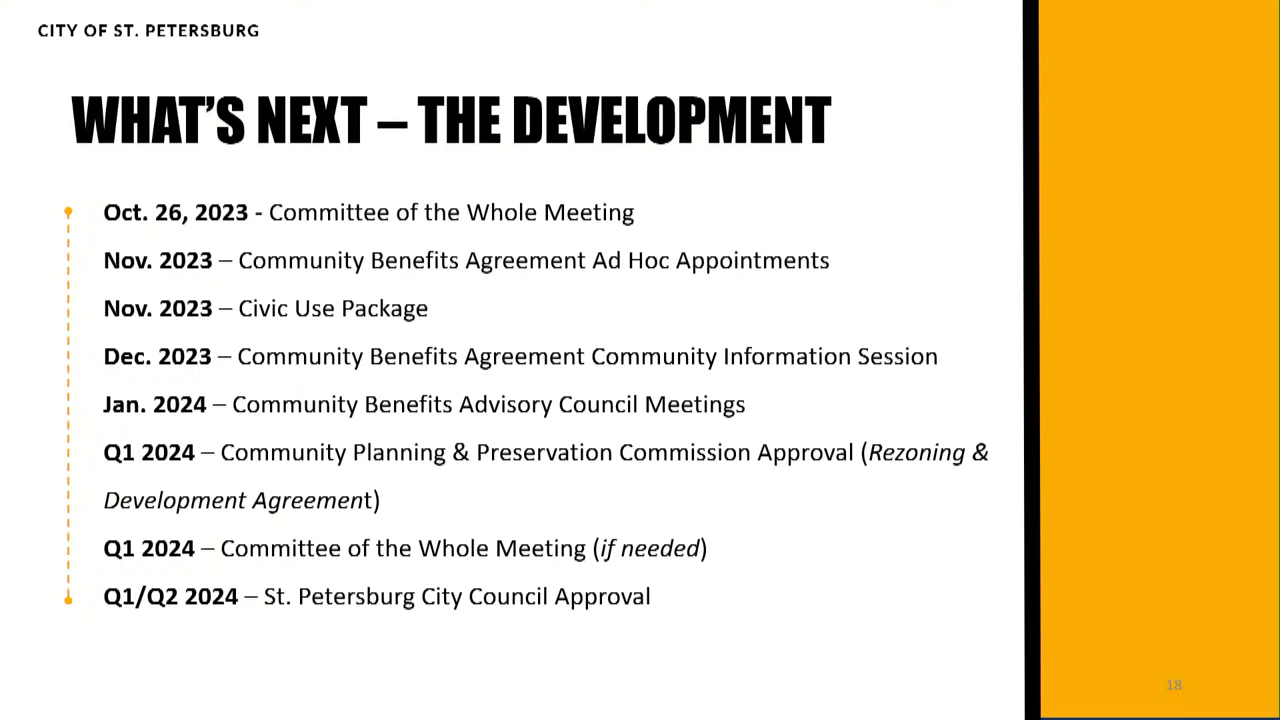 CITY OF ST. PETERSBURG
WHAT'S NEXT – THE DEVELOPMENT
Oct. 26, 2023 - Committee of the Whole Meeting
Nov. 2023 – Community Benefits Agreement Ad Hoc Appointments
Nov. 2023 – Civic Use Package
Dec. 2023 – Community Benefits Agreement Community Information Session
Jan. 2024 – Community Benefits Advisory Council Meetings
Q1 2024 – Community Planning & Preservation Commission Approval (Rezoning &
Development Agreement)
Q1 2024 – Committee of the Whole Meeting (if needed)
Q1/Q2 2024 – St. Petersburg City Council Approval
18